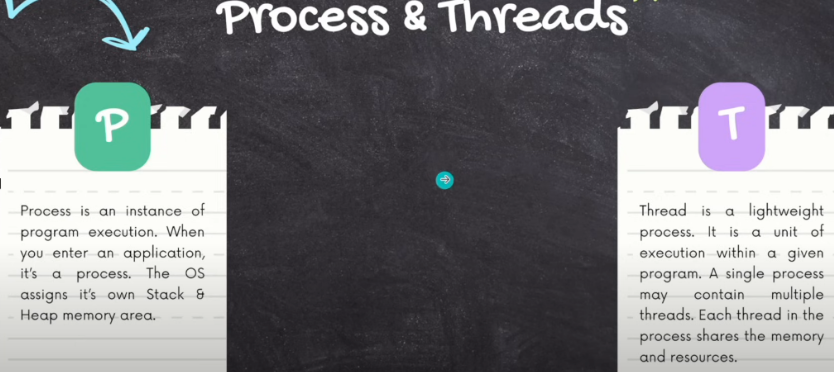 Process & Threads
P
Process is an instance of
program execution. When
you enter an application,
it's a process. The OS
assigns it's own Stack &
Heap memory area.
T
Thread is a lightweight
process. It is a unit of
execution within a given
program. A single process
may contain multiple
threads. Each thread in the
process shares the memory
and resources.